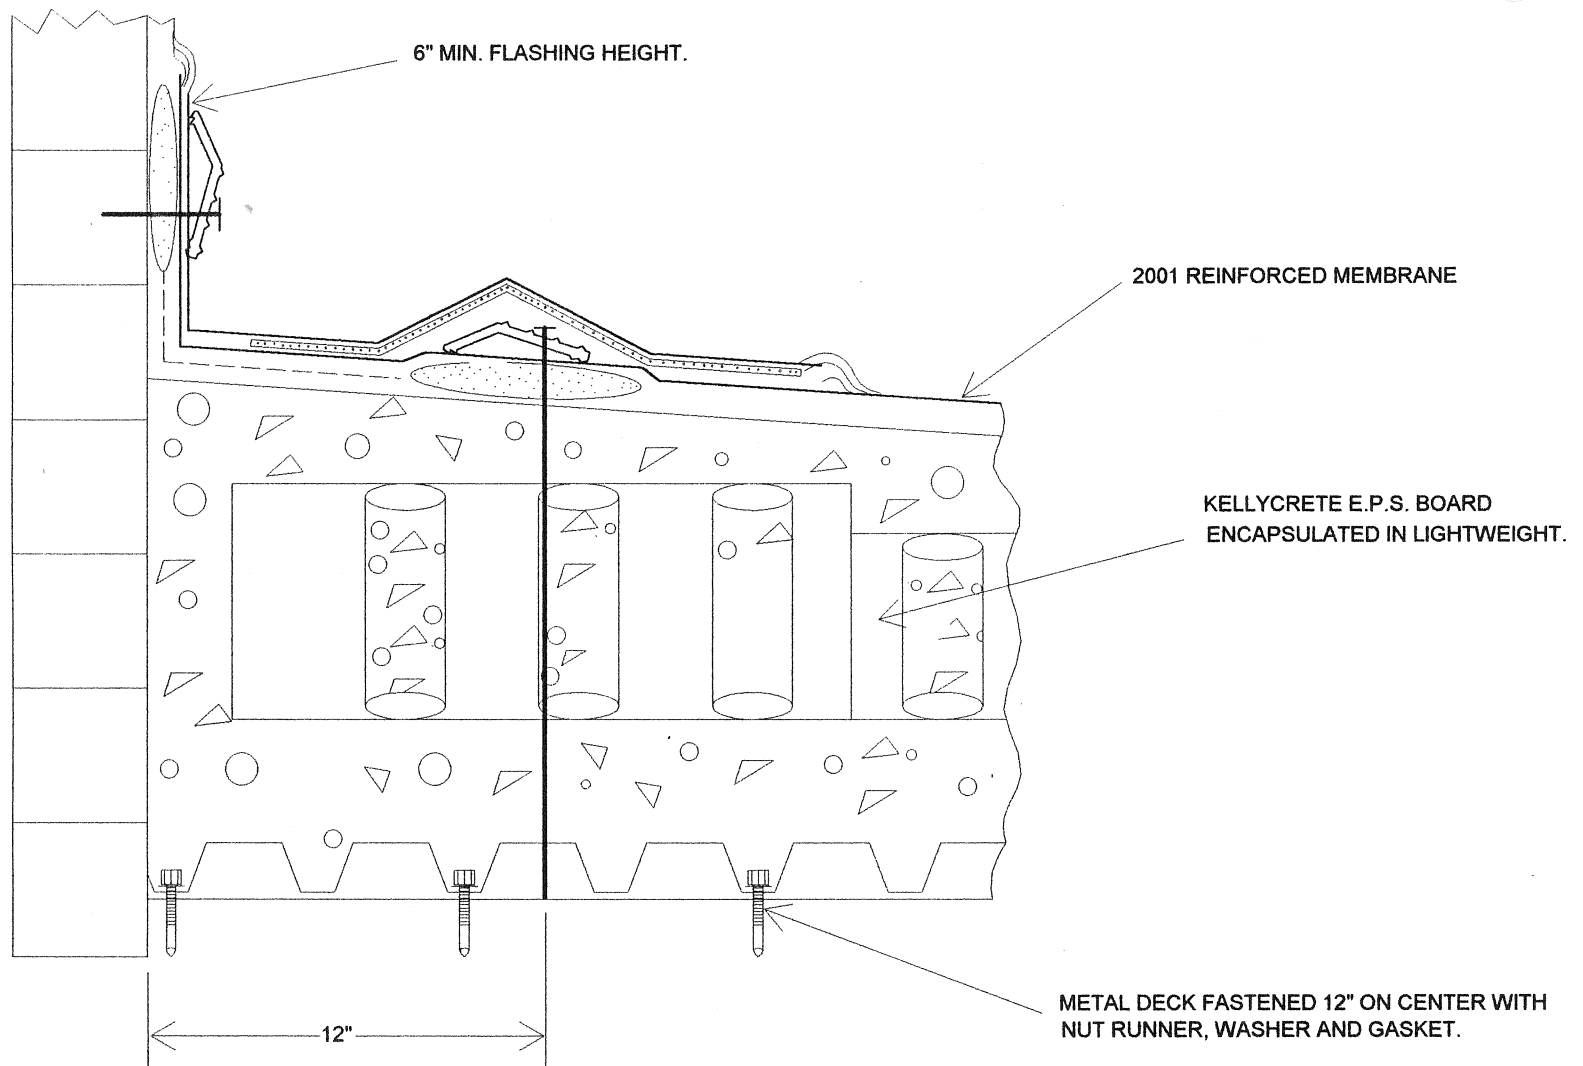 6" MIN. FLASHING HEIGHT.
2001 REINFORCED MEMBRANE
KELLYCRETE E.P.S. BOARD
ENCAPSULATED IN LIGHTWEIGHT.
METAL DECK FASTENED 12" ON CENTER WITH
NUT RUNNER, WASHER AND GASKET.
12"